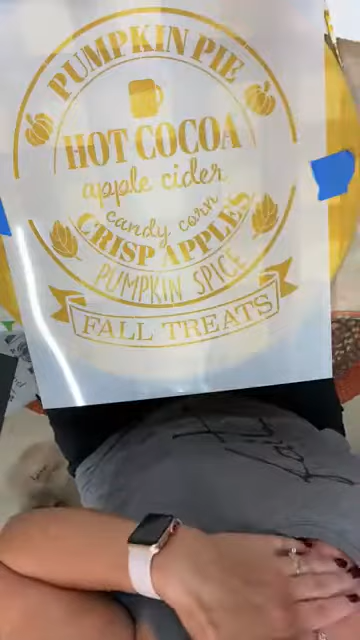 PUMPKIN PIE
HOT COCOA
apple cider
candy corn
CRISP APPLES
PUMPKIN SPICE
FALL TREATS